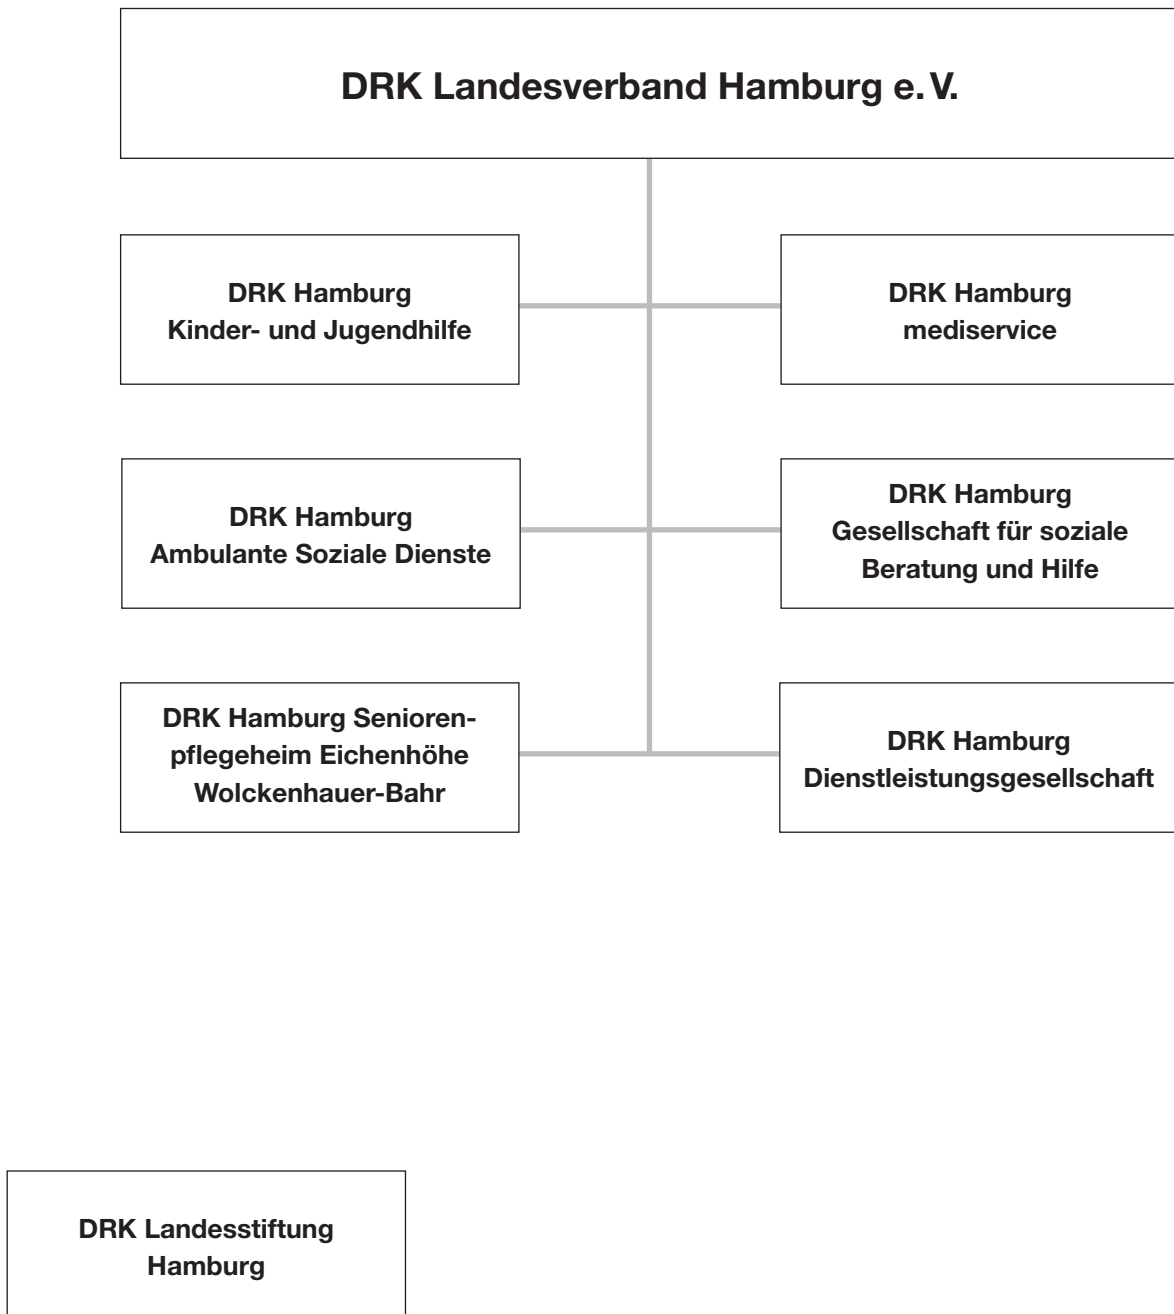 DRK Landesverband Hamburg e.V.
DRK Hamburg
Kinder- und Jugendhilfe
DRK Hamburg
mediservice
DRK Hamburg
Ambulante Soziale Dienste
DRK Hamburg
Gesellschaft für soziale
Beratung und Hilfe
DRK Hamburg Senioren-
pflegeheim Eichenhöhe
Wolckenhauer-Bahr
DRK Hamburg
Dienstleistungsgesellschaft
DRK Landesstiftung
Hamburg